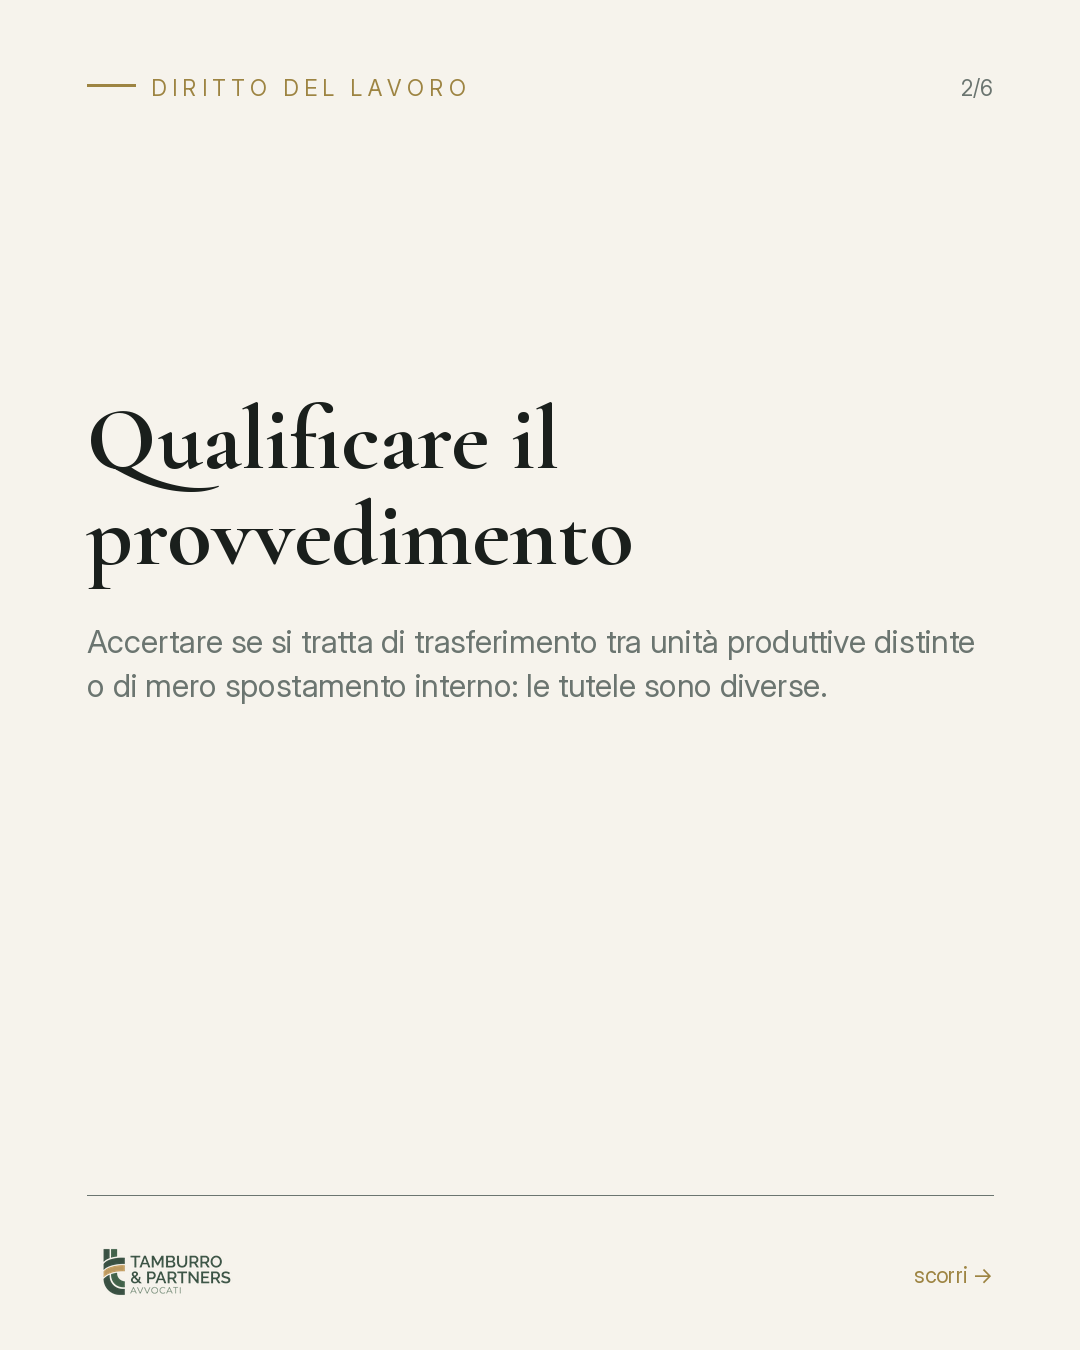 DIRITTO DEL LAVORO
2/6
Qualificare il
provvedimento
Accertare se si tratta di trasferimento tra unità produttive distinte
o di mero spostamento interno: le tutele sono diverse.
TAMBURRO
& PARTNERS
AVVOCATI
scorri →